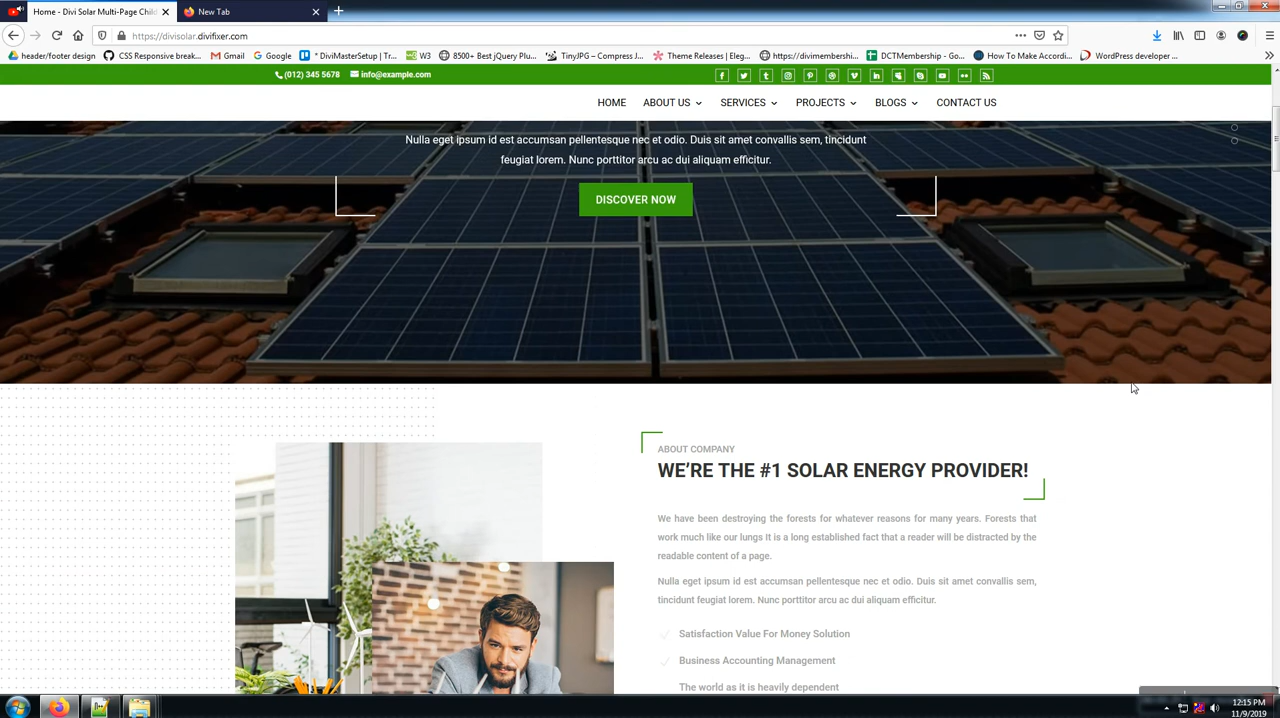 Home - Divi Solar Multi-Page Child
New Tab
https://divisolar.divifixer.com
header/footer design
CSS Responsive break...
Gmail
Google
* DiviMasterSetup | Tr...
W3
8500+ Best jQuery Plu...
TinyJPG – Compress J...
Theme Releases | Eleg...
https://divimembershi...
DCTMembership - Go...
How To Make Accordi...
WordPress developer ...
(012) 345 5678
info@example.com
HOME
ABOUT US
SERVICES
PROJECTS
BLOGS
CONTACT US
Nulla eget ipsum id est accumsan pellentesque nec et odio. Duis sit amet convallis sem, tincidunt
feugiat lorem. Nunc porttitor arcu ac dui aliquam efficitur.
DISCOVER NOW
ABOUT COMPANY
WE'RE THE #1 SOLAR ENERGY PROVIDER!
We have been destroying the forests for whatever reasons for many years. Forests that
work much like our lungs It is a long established fact that a reader will be distracted by the
readable content of a page.
Nulla eget ipsum id est accumsan pellentesque nec et odio. Duis sit amet convallis sem,
tincidunt feugiat lorem. Nunc porttitor arcu ac dui aliquam efficitur.
Satisfaction Value For Money Solution
Business Accounting Management
The world as it is heavily dependent
12:15 PM
11/9/2019